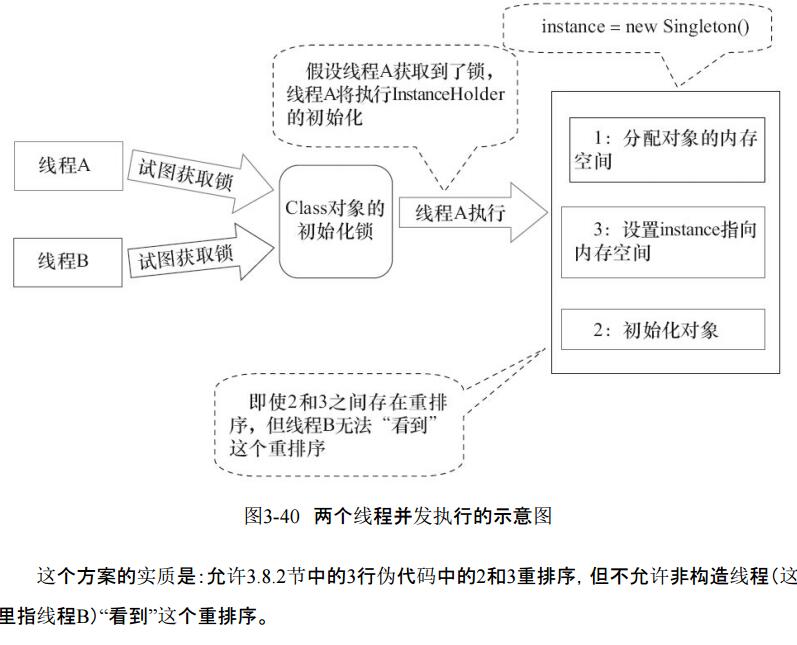 instance = new Singleton()
假设线程A获取到了锁，
线程A将执行InstanceHolder
的初始化
1：分配对象的内存
空间
线程A
试图获取锁
Class对象的
初始化锁
线程A执行
3：设置instance指向
内存空间
线程B
试图获取锁
2：初始化对象
即使2和3之间存在重排
序，但线程B无法“看到”
这个重排序
图3-40 两个线程并发执行的示意图
这个方案的实质是：允许3.8.2节中的3行伪代码中的2和3重排序，但不允许非构造线程（这
里指线程B）“看到”这个重排序。